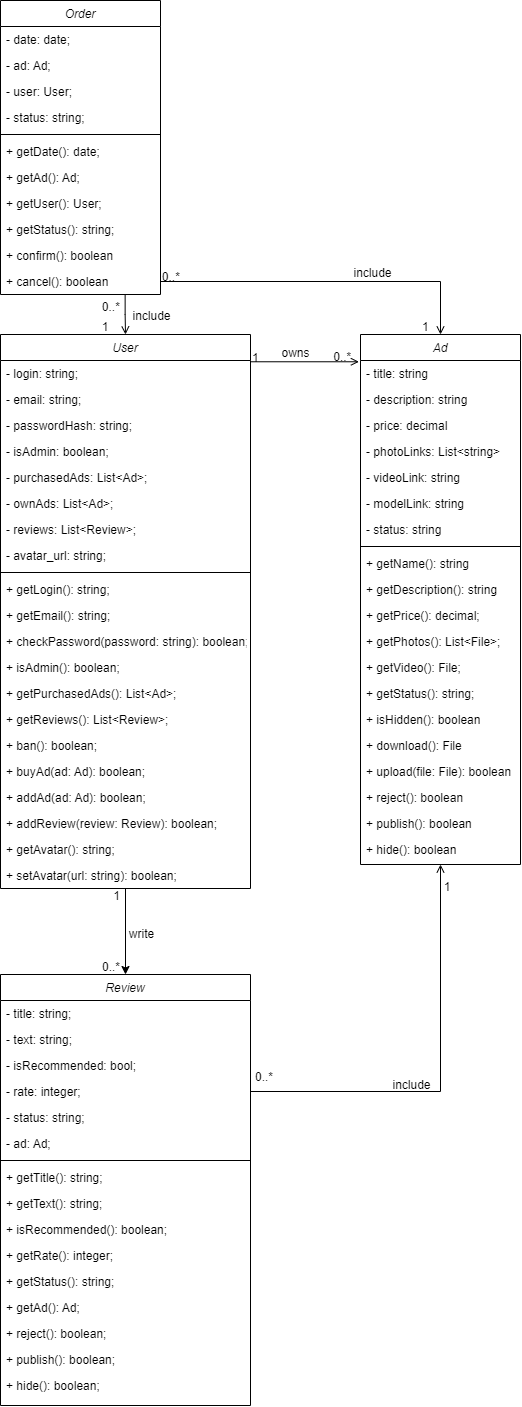 Order
- date: date;
- ad: Ad;
- user: User;
- status: string;
+ getDate(): date;
+ getAd(): Ad;
+ getUser(): User;
+ getStatus(): string;
+ confirm(): boolean
+ cancel(): boolean
0..*
include
0..*
include
1
1
User
- login: string;
- email: string;
- passwordHash: string;
- isAdmin: boolean;
- purchasedAds: List<Ad>;
- ownAds: List<Ad>;
- reviews: List<Review>;
- avatar_url: string;
+ getLogin(): string;
+ getEmail(): string;
+ checkPassword(password: string): boolean;
+ isAdmin(): boolean;
+ getPurchasedAds(): List<Ad>;
+ getReviews(): List<Review>;
+ ban(): boolean;
+ buyAd(ad: Ad): boolean;
+ addAd(ad: Ad): boolean;
+ addReview(review: Review): boolean;
+ getAvatar(): string;
+ setAvatar(url: string): boolean;
1
owns
0..*
Ad
- title: string
- description: string
- price: decimal
- photoLinks: List<string>
- videoLink: string
- modelLink: string
- status: string
+ getName(): string
+ getDescription(): string
+ getPrice(): decimal;
+ getPhotos(): List<File>;
+ getVideo(): File;
+ getStatus(): string;
+ isHidden(): boolean
+ download(): File
+ upload(file: File): boolean
+ reject(): boolean
+ publish(): boolean
+ hide(): boolean
1
1
write
0..*
Review
- title: string;
- text: string;
- isRecommended: bool;
- rate: integer;
- status: string;
- ad: Ad;
+ getTitle(): string;
+ getText(): string;
+ isRecommended(): boolean;
+ getRate(): integer;
+ getStatus(): string;
+ getAd(): Ad;
+ reject(): boolean;
+ publish(): boolean;
+ hide(): boolean;
0..*
include